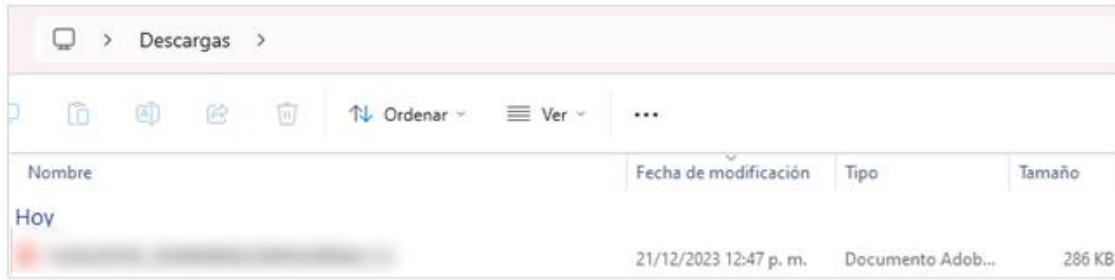 > Descargas >
Ordenar Ver ...
Nombre Fecha de modificación Tipo Tamaño
Hoy
21/12/2023 12:47 p. m. Documento Adob... 286 KB